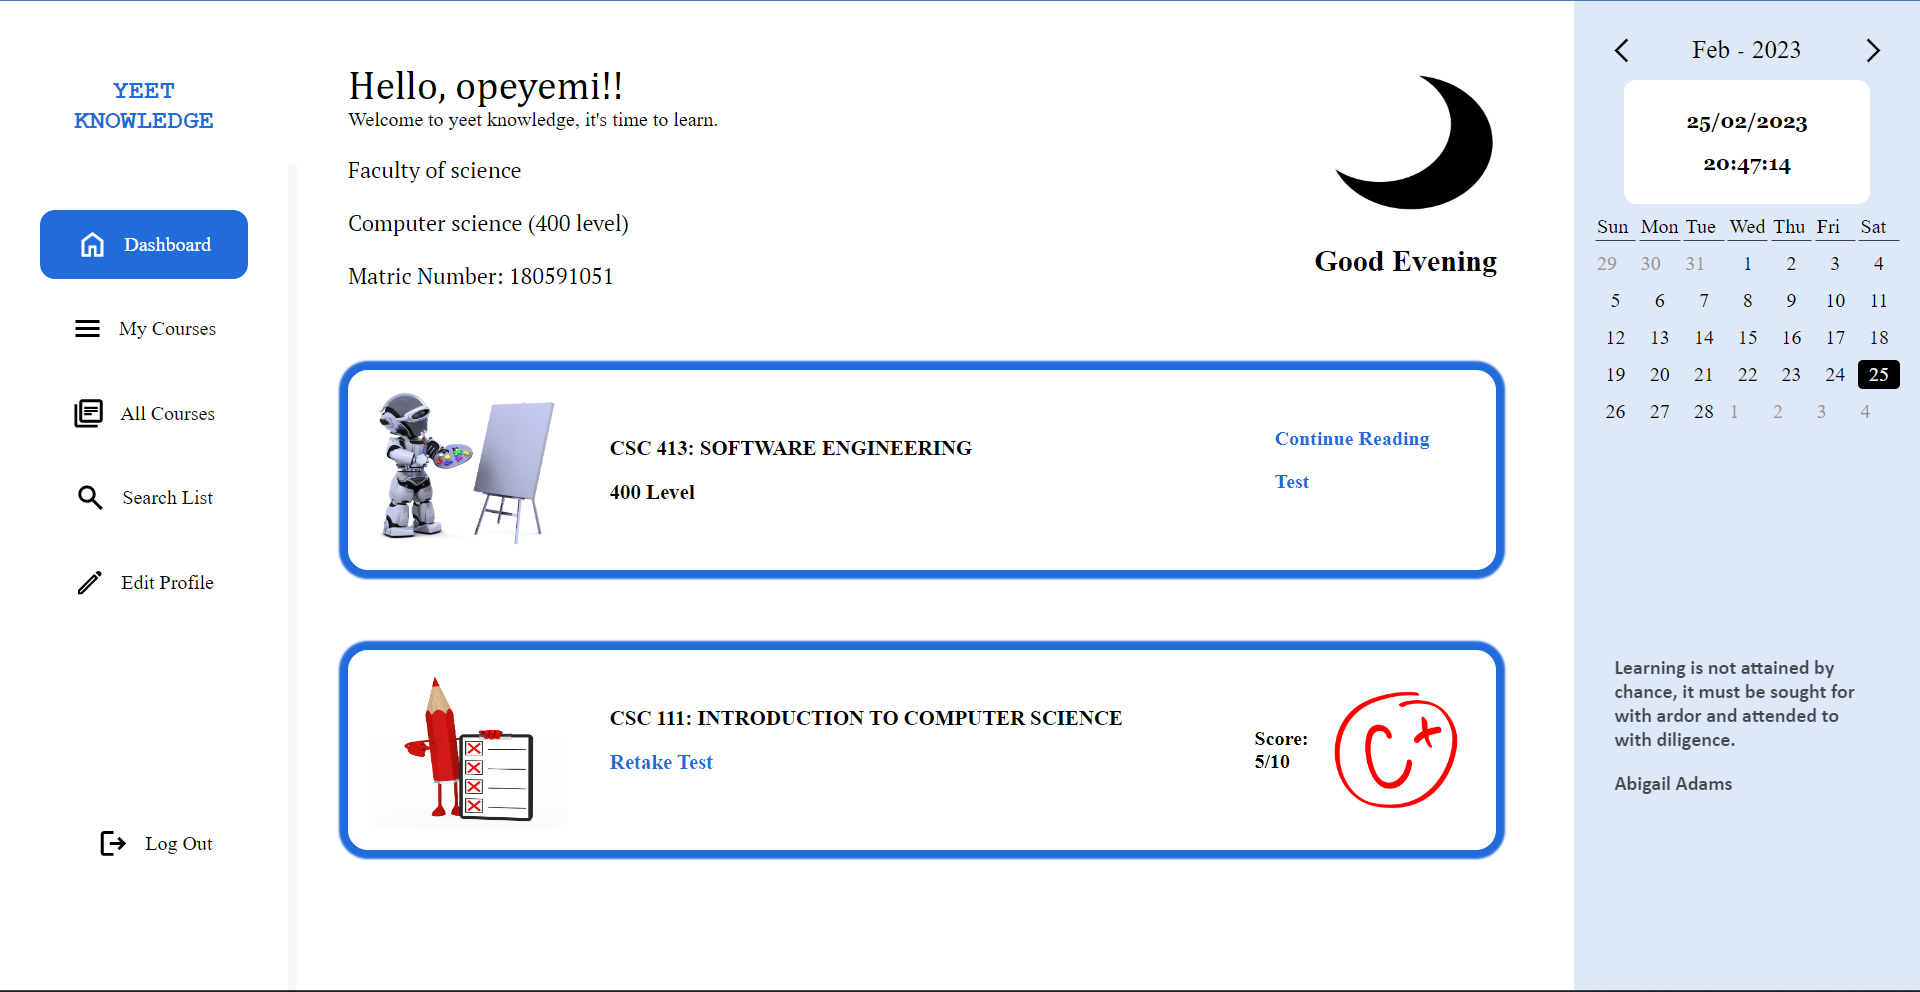 YEET
KNOWLEDGE
Dashboard
My Courses
All Courses
Search List
Edit Profile
Log Out
Hello, opeyemi!!
Welcome to yeet knowledge, it's time to learn.
Faculty of science
Computer science (400 level)
Matric Number: 180591051
Good Evening
CSC 413: SOFTWARE ENGINEERING
400 Level
Continue Reading
Test
CSC 111: INTRODUCTION TO COMPUTER SCIENCE
Retake Test
Score:
5/10
C+
Feb - 2023
25/02/2023
20:47:14
Sun Mon Tue Wed Thu Fri Sat
29 30 31 1 2 3 4
5 6 7 8 9 10 11
12 13 14 15 16 17 18
19 20 21 22 23 24 25
26 27 28 1 2 3 4
Learning is not attained by
chance, it must be sought for
with ardor and attended to
with diligence.
Abigail Adams